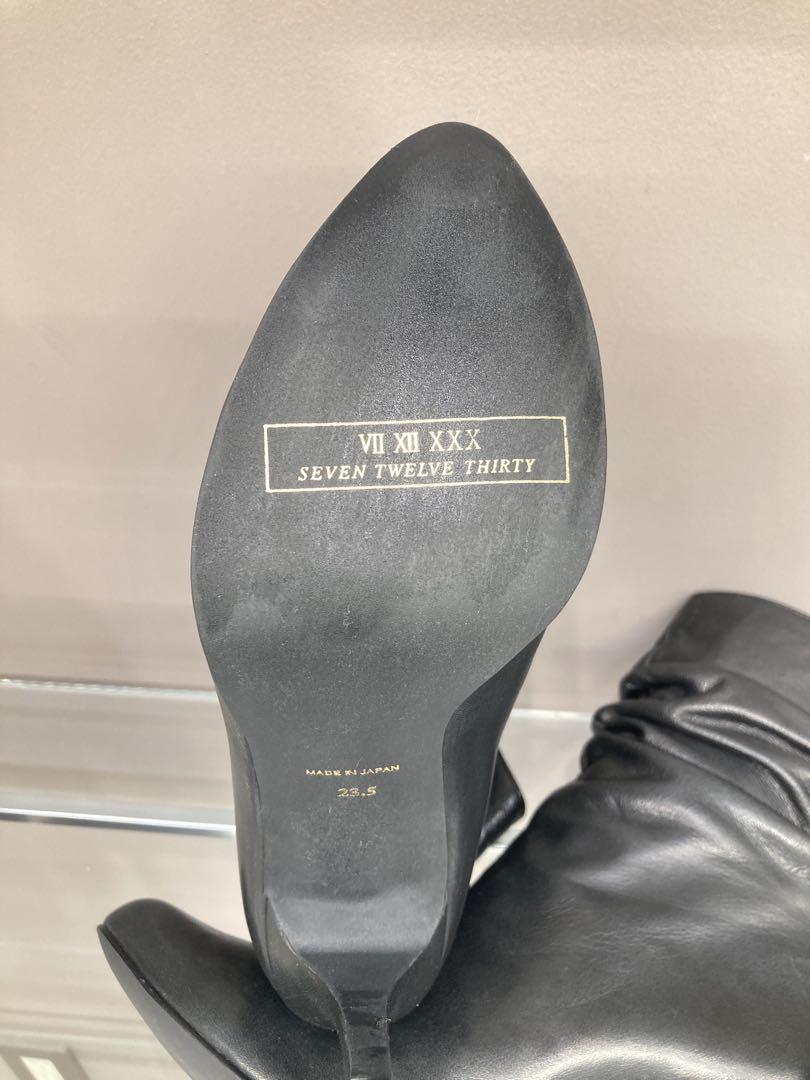 VII XII XXX
SEVEN TWELVE THIRTY
MADE IN JAPAN
23.5